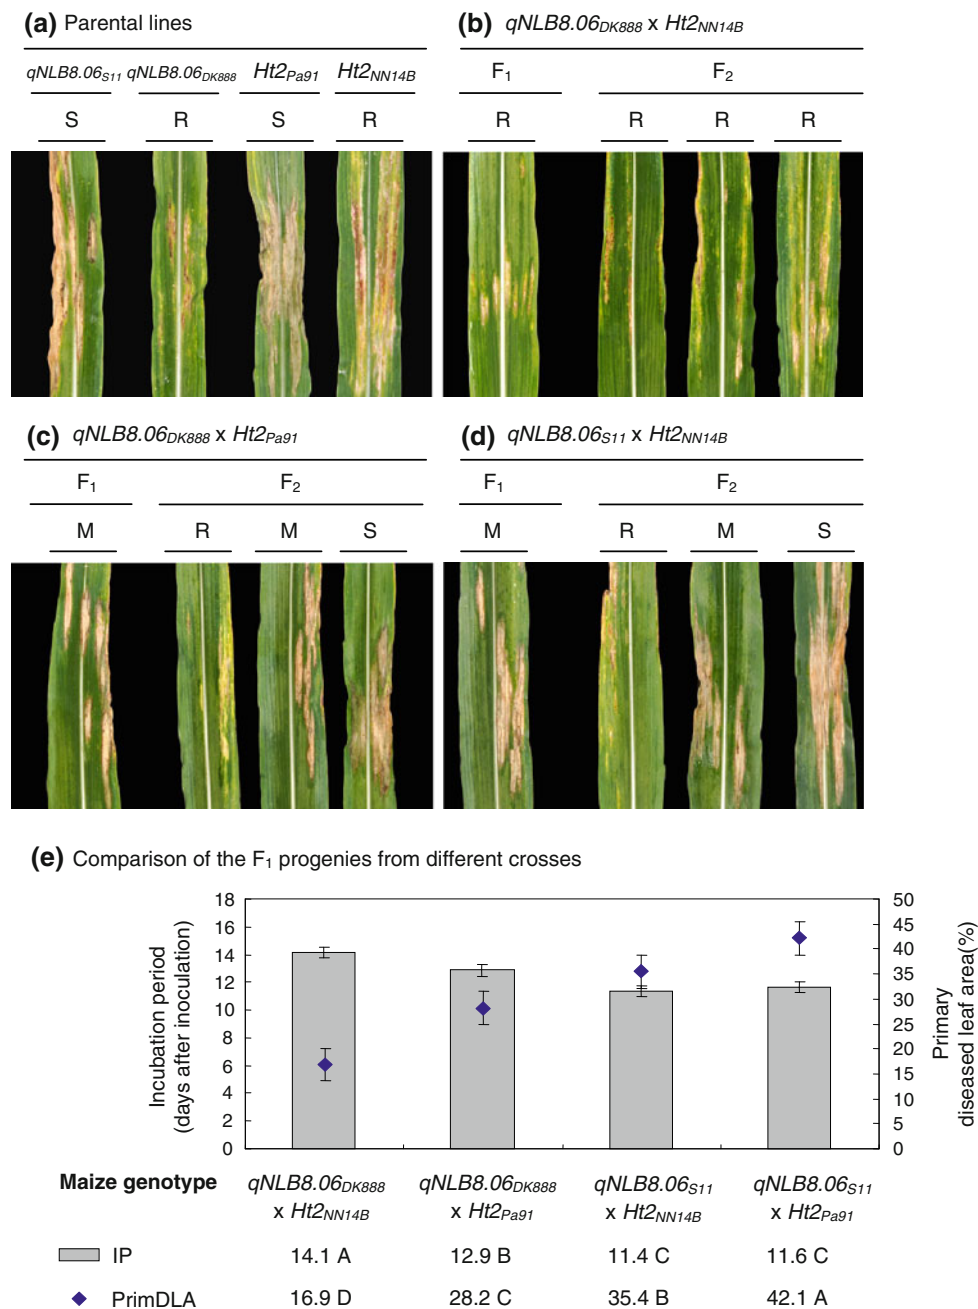 (a) Parental lines
qNLB8.06S11 qNLB8.06DK888 Ht2Pa91 Ht2NN14B
S R S R
(b) qNLB8.06DK888 x Ht2NN14B
F1 F2
R R R R
(c) qNLB8.06DK888 x Ht2Pa91
F1 F2
M R M S
(d) qNLB8.06S11 x Ht2NN14B
F1 F2
M R M S
(e) Comparison of the F1 progenies from different crosses
Incubation period
(days after inoculation)
18
16
14
12
10
8
6
4
2
0
50
45
40
35
30
25
20
15
10
5
0
Primary
diseased leaf area(%)
Maize genotype qNLB8.06DK888 qNLB8.06DK888 qNLB8.06S11 qNLB8.06S11
x Ht2NN14B x Ht2Pa91 x Ht2NN14B x Ht2Pa91
IP 14.1 A 12.9 B 11.4 C 11.6 C
PrimDLA 16.9 D 28.2 C 35.4 B 42.1 A